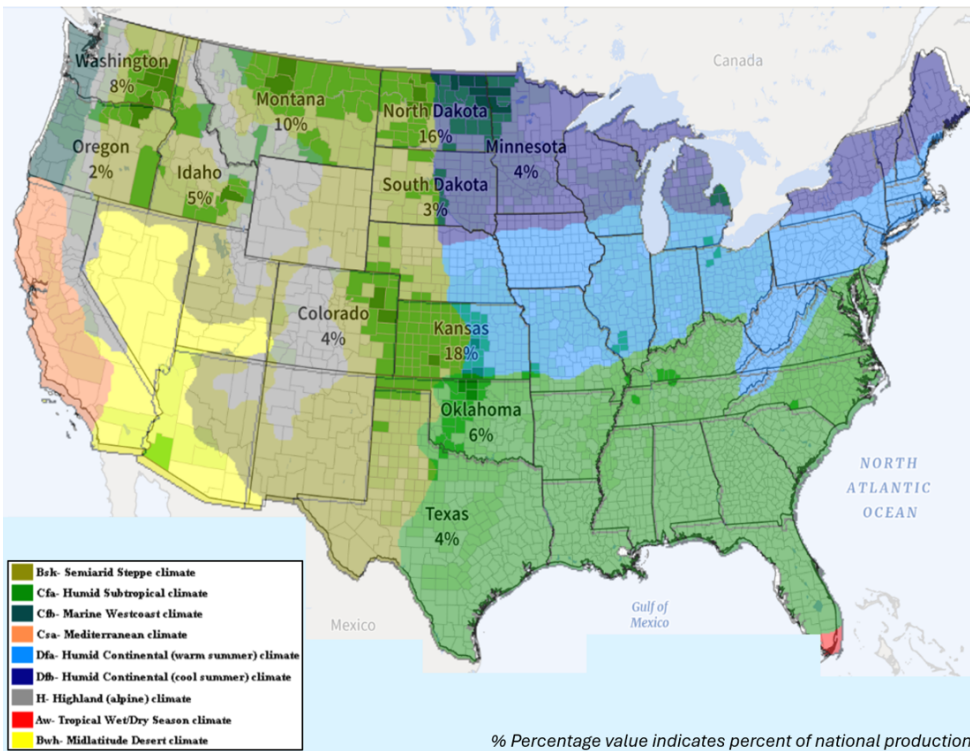 Canada
Washington
8%
Montana
10%
North Dakota
16%
Oregon
2%
Minnesota
4%
Idaho
5%
South Dakota
3%
Colorado
4%
Kansas
18%
Oklahoma
6%
NORTH
ATLANTIC
OCEAN
Texas
4%
Gulf of
Mexico
Mexico
Bsk- Semiarid Steppe climate
Cfa- Humid Subtropical climate
Cfb- Marine Westcoast climate
Csa- Mediterranean climate
Dfa- Humid Continental (warm summer) climate
Dfb- Humid Continental (cool summer) climate
H- Highland (alpine) climate
Aw- Tropical Wet/Dry Season climate
Bwh- Midlatitude Desert climate
% Percentage value indicates percent of national production